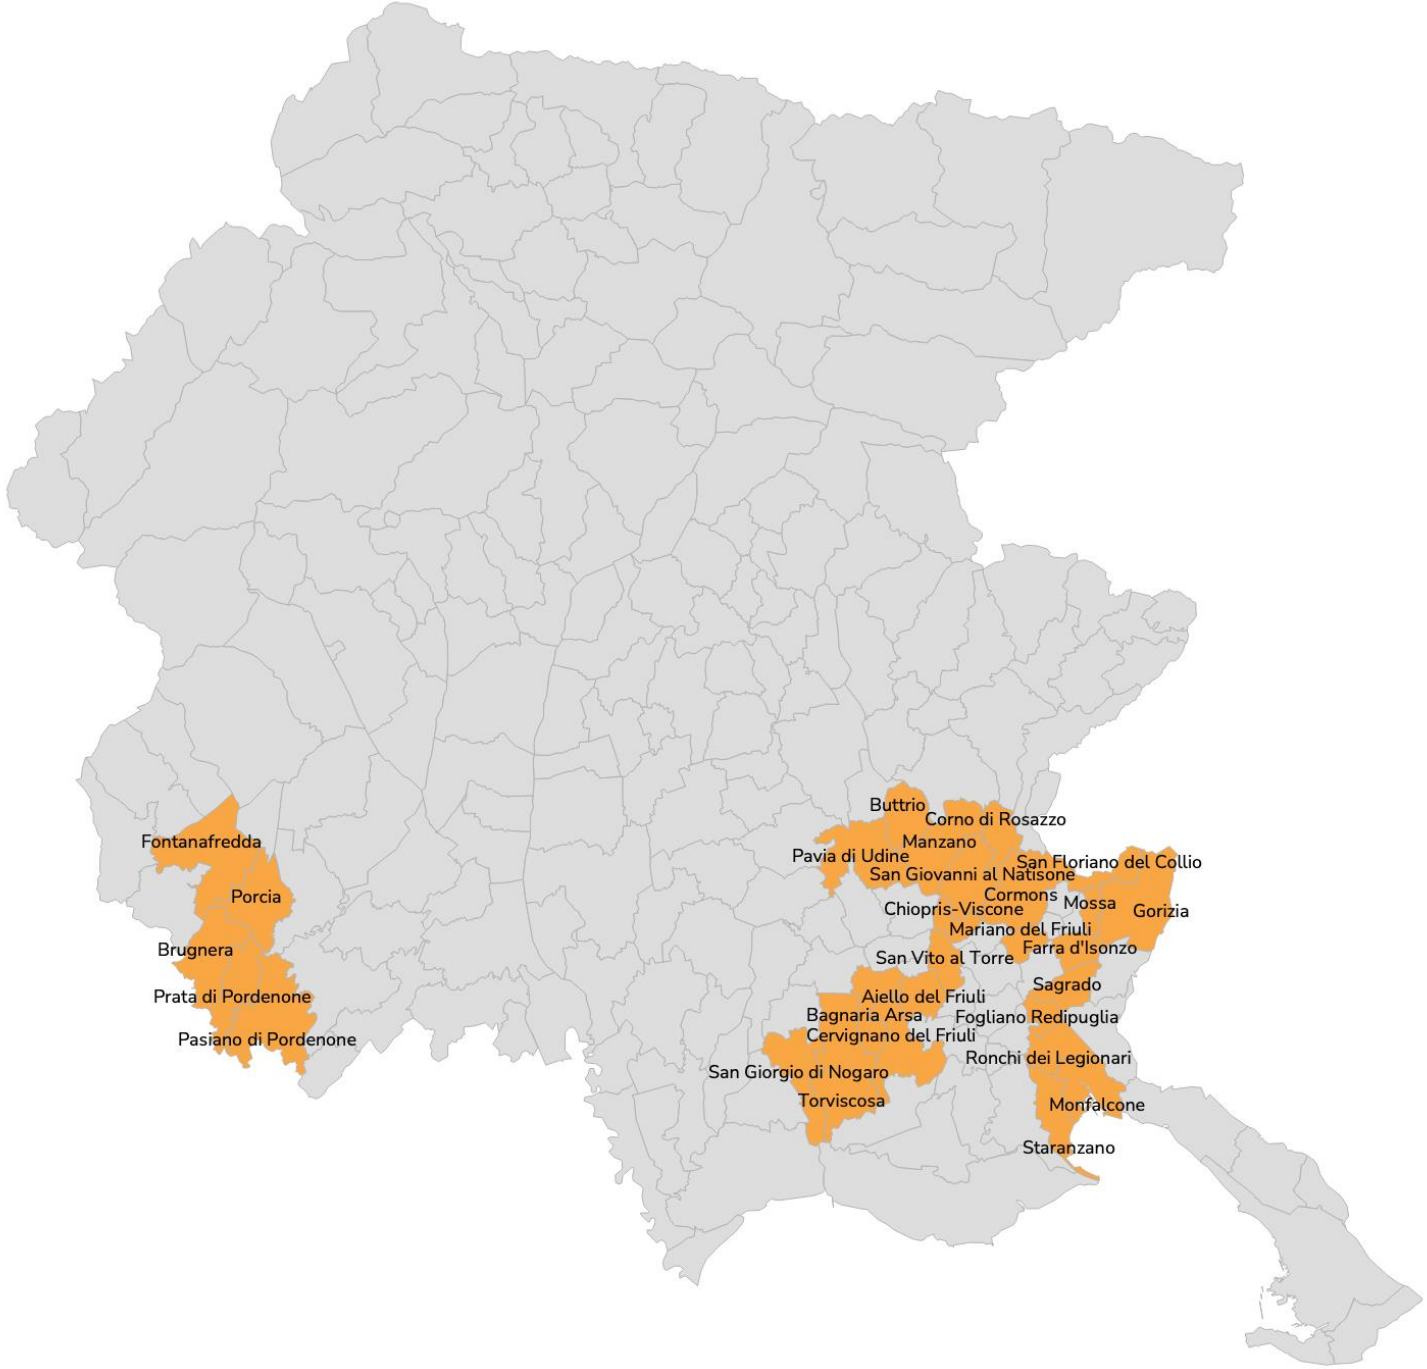 Buttrio
Corno di Rosazzo
Fontanafredda
Manzano
Pavia di Udine
San Floriano del Collio
San Giovanni al Natisone
Porcia
Cormons
Mossa
Chiopris-Viscone
Gorizia
Mariano del Friuli
Brugnera
Farra d'Isonzo
San Vito al Torre
Sagrado
Prata di Pordenone
Aiello del Friuli
Bagnaria Arsa
Fogliano Redipuglia
Cervignano del Friuli
Pasiano di Pordenone
Ronchi dei Legionari
San Giorgio di Nogaro
Torviscosa
Monfalcone
Staranzano